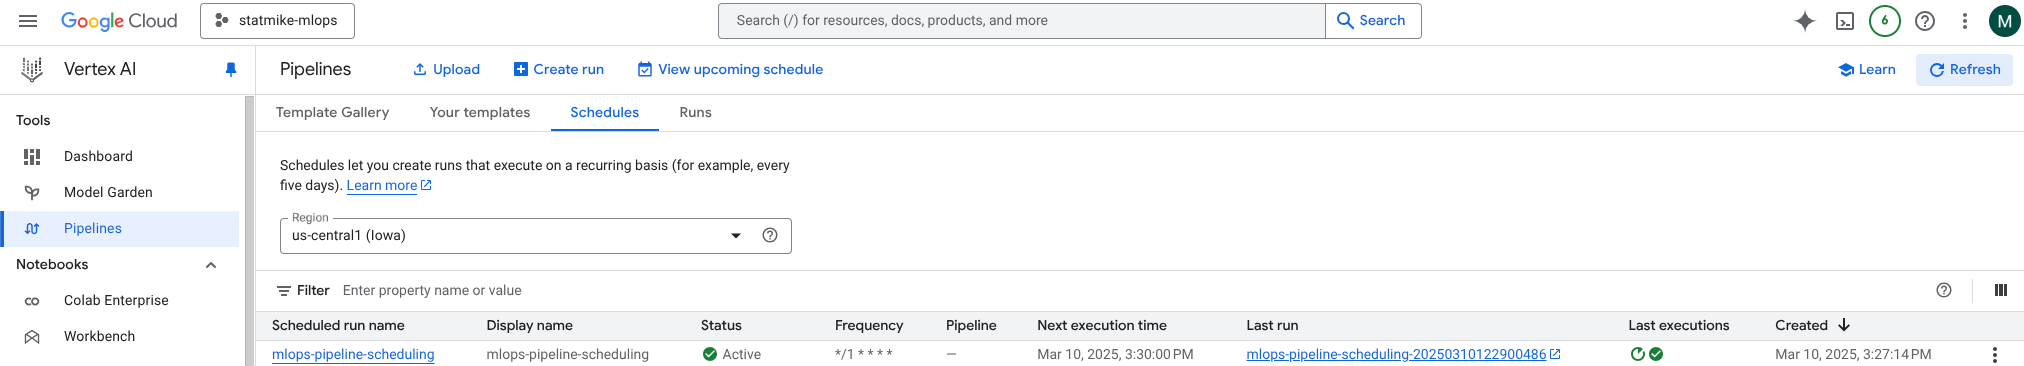 Google Cloud
statmike-mlops
Search (/) for resources, docs, products, and more
Search
6
M
Vertex AI
Pipelines
Upload
Create run
View upcoming schedule
Learn
Refresh
Tools
Dashboard
Model Garden
Pipelines
Notebooks
Colab Enterprise
Workbench
Template Gallery
Your templates
Schedules
Runs
Schedules let you create runs that execute on a recurring basis (for example, every
five days). Learn more
Region
us-central1 (Iowa)
Filter Enter property name or value
Scheduled run name Display name Status Frequency Pipeline Next execution time Last run Last executions Created
mlops-pipeline-scheduling mlops-pipeline-scheduling Active */1 * * * * — Mar 10, 2025, 3:30:00 PM mlops-pipeline-scheduling-20250310122900486 Mar 10, 2025, 3:27:14 PM